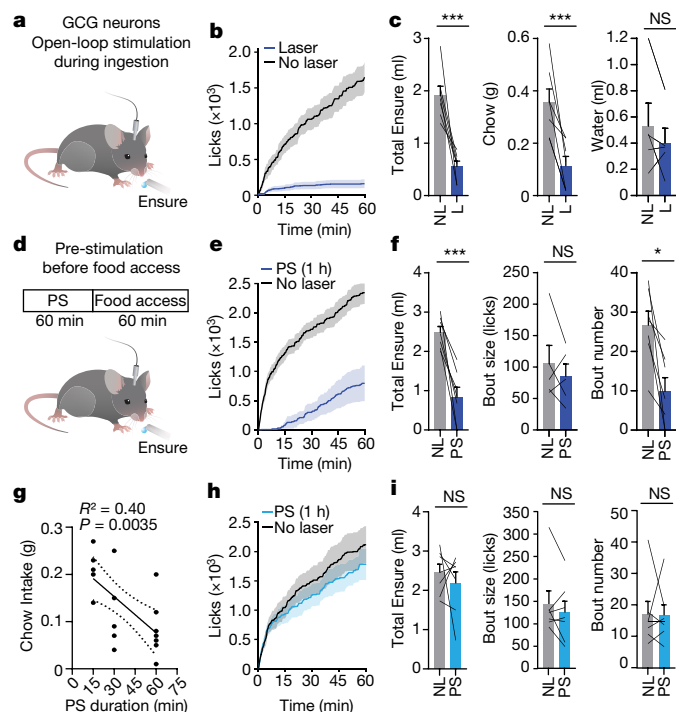 a
GCG neurons
Open-loop stimulation
during ingestion
Ensure
b
Laser
No laser
Licks (×10³)
2.0
1.5
1.0
0.5
0
0 15 30 45 60
Time (min)
c
***
Total Ensure (ml)
3
2
1
0
NL L
***
Chow (g)
0.6
0.4
0.2
0
NL L
NS
Water (ml)
1.2
1.0
0.8
0.6
0.4
0.2
0
NL L
d
Pre-stimulation
before food access
PS Food access
60 min 60 min
Ensure
e
PS (1 h)
No laser
Licks (×10³)
2.5
2.0
1.5
1.0
0.5
0
0 15 30 45 60
Time (min)
f
***
Total Ensure (ml)
4
3
2
1
0
NL PS
NS
Bout size (licks)
250
200
150
100
50
0
NL PS
*
Bout number
40
30
20
10
0
NL PS
g
R² = 0.40
P = 0.0035
Chow Intake (g)
0.3
0.2
0.1
0
0 15 30 45 60 75
PS duration (min)
h
PS (1 h)
No laser
Licks (×10³)
2.5
2.0
1.5
1.0
0.5
0
0 15 30 45 60
Time (min)
i
NS
Total Ensure (ml)
4
3
2
1
0
NL PS
NS
Bout size (licks)
350
300
250
200
150
100
50
0
NL PS
NS
Bout number
50
40
30
20
10
0
NL PS